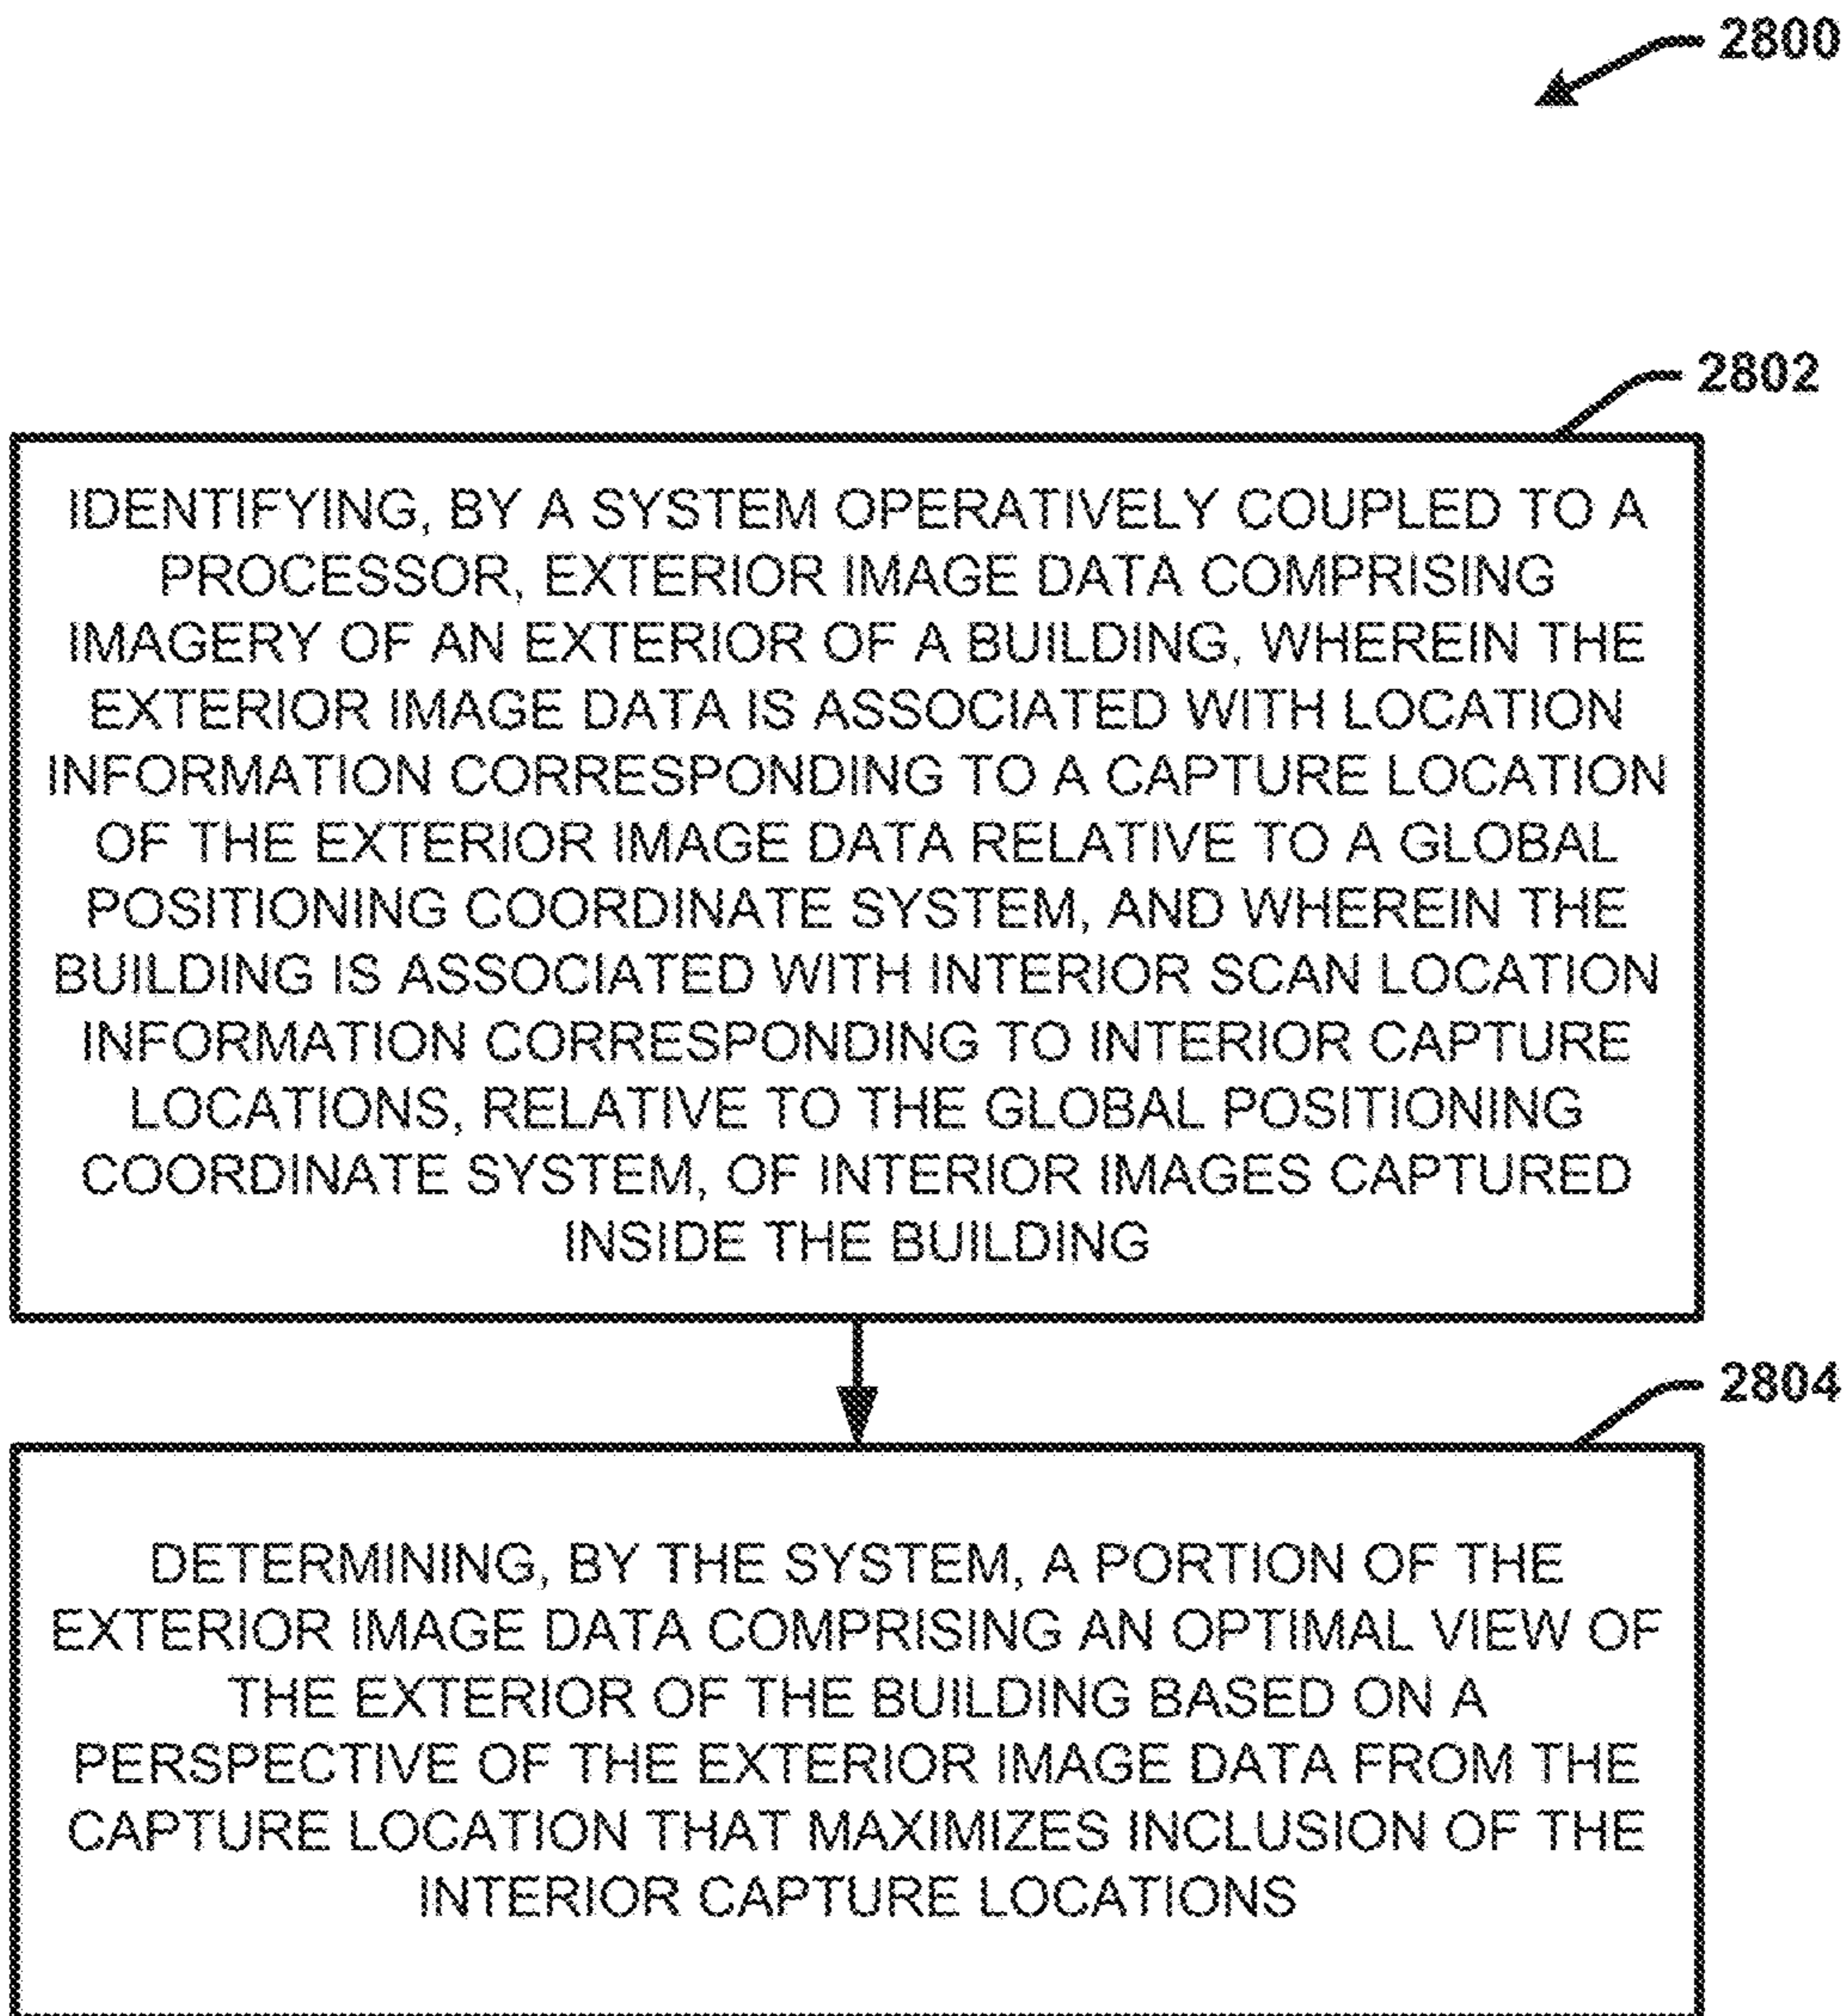 2800
2802
IDENTIFYING, BY A SYSTEM OPERATIVELY COUPLED TO A
PROCESSOR, EXTERIOR IMAGE DATA COMPRISING
IMAGERY OF AN EXTERIOR OF A BUILDING, WHEREIN THE
EXTERIOR IMAGE DATA IS ASSOCIATED WITH LOCATION
INFORMATION CORRESPONDING TO A CAPTURE LOCATION
OF THE EXTERIOR IMAGE DATA RELATIVE TO A GLOBAL
POSITIONING COORDINATE SYSTEM, AND WHEREIN THE
BUILDING IS ASSOCIATED WITH INTERIOR SCAN LOCATION
INFORMATION CORRESPONDING TO INTERIOR CAPTURE
LOCATIONS, RELATIVE TO THE GLOBAL POSITIONING
COORDINATE SYSTEM, OF INTERIOR IMAGES CAPTURED
INSIDE THE BUILDING
2804
DETERMINING, BY THE SYSTEM, A PORTION OF THE
EXTERIOR IMAGE DATA COMPRISING AN OPTIMAL VIEW OF
THE EXTERIOR OF THE BUILDING BASED ON A
PERSPECTIVE OF THE EXTERIOR IMAGE DATA FROM THE
CAPTURE LOCATION THAT MAXIMIZES INCLUSION OF THE
INTERIOR CAPTURE LOCATIONS